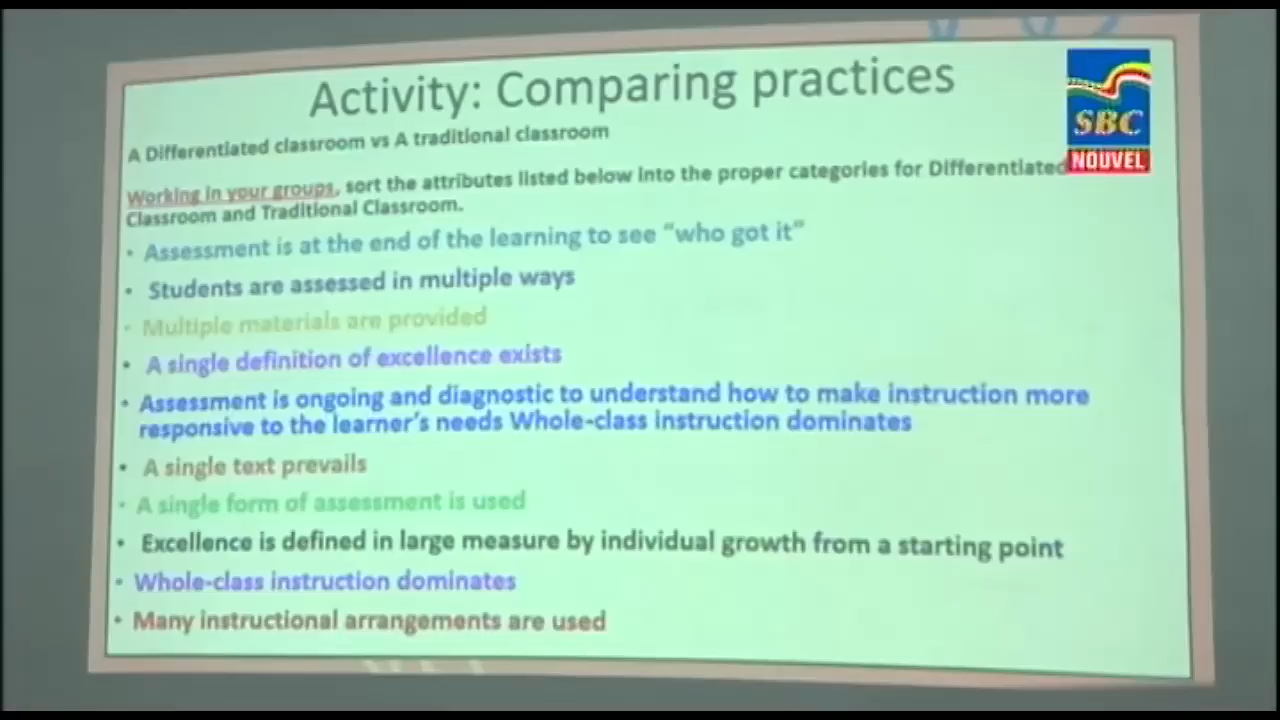 Activity: Comparing practices
SBC
NOUVEL
A Differentiated classroom vs A traditional classroom
Working in your groups, sort the attributes listed below into the proper categories for Differentiated
Classroom and Traditional Classroom.
• Assessment is at the end of the learning to see “who got it”
• Students are assessed in multiple ways
• Multiple materials are provided
• A single definition of excellence exists
• Assessment is ongoing and diagnostic to understand how to make instruction more
responsive to the learner’s needs Whole-class instruction dominates
• A single text prevails
• A single form of assessment is used
• Excellence is defined in large measure by individual growth from a starting point
• Whole-class instruction dominates
• Many instructional arrangements are used